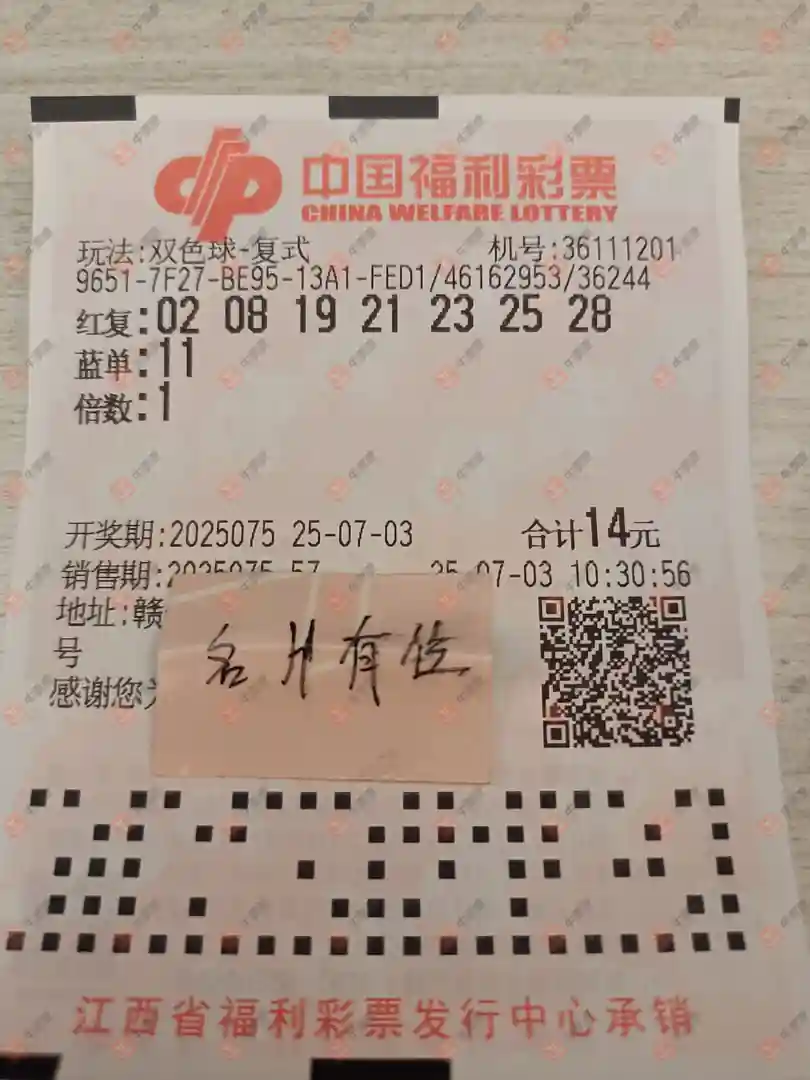 中国福利彩票
CHINA WELFARE LOTTERY
玩法:双色球-复式 机号:36111201
9651-7F27-BE95-13A1-FED1/46162953/36244
红复:02 08 19 21 23 25 28
蓝单:11
倍数:1
开奖期:2025075 25-07-03 合计14元
销售期:2025075 57 25-07-03 10:30:56
地址:赣
号
感谢您为
名片有位
江西省福利彩票发行中心承销